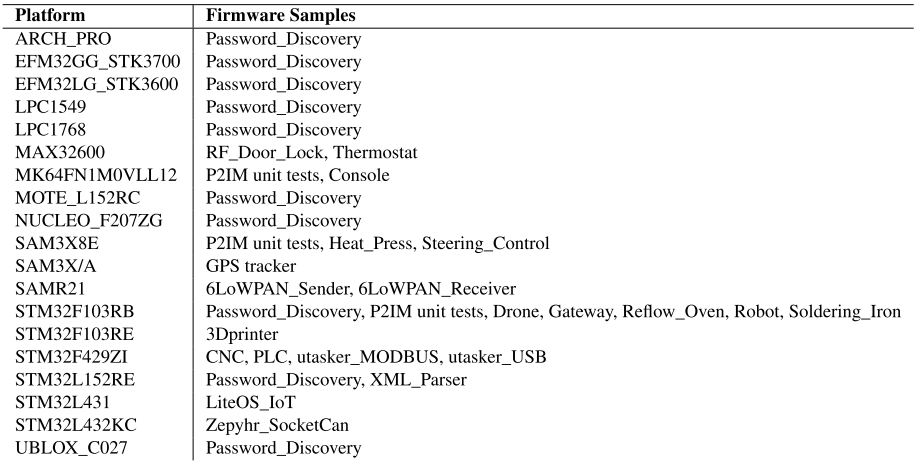 Platform Firmware Samples
ARCH_PRO Password_Discovery
EFM32GG_STK3700 Password_Discovery
EFM32LG_STK3600 Password_Discovery
LPC1549 Password_Discovery
LPC1768 Password_Discovery
MAX32600 RF_Door_Lock, Thermostat
MK64FN1M0VLL12 P2IM unit tests, Console
MOTE_L152RC Password_Discovery
NUCLEO_F207ZG Password_Discovery
SAM3X8E P2IM unit tests, Heat_Press, Steering_Control
SAM3X/A GPS tracker
SAMR21 6LoWPAN_Sender, 6LoWPAN_Receiver
STM32F103RB Password_Discovery, P2IM unit tests, Drone, Gateway, Reflow_Oven, Robot, Soldering_Iron
STM32F103RE 3Dprinter
STM32F429ZI CNC, PLC, utasker_MODBUS, utasker_USB
STM32L152RE Password_Discovery, XML_Parser
STM32L431 LiteOS_IoT
STM32L432KC Zepyhr_SocketCan
UBLOX_C027 Password_Discovery